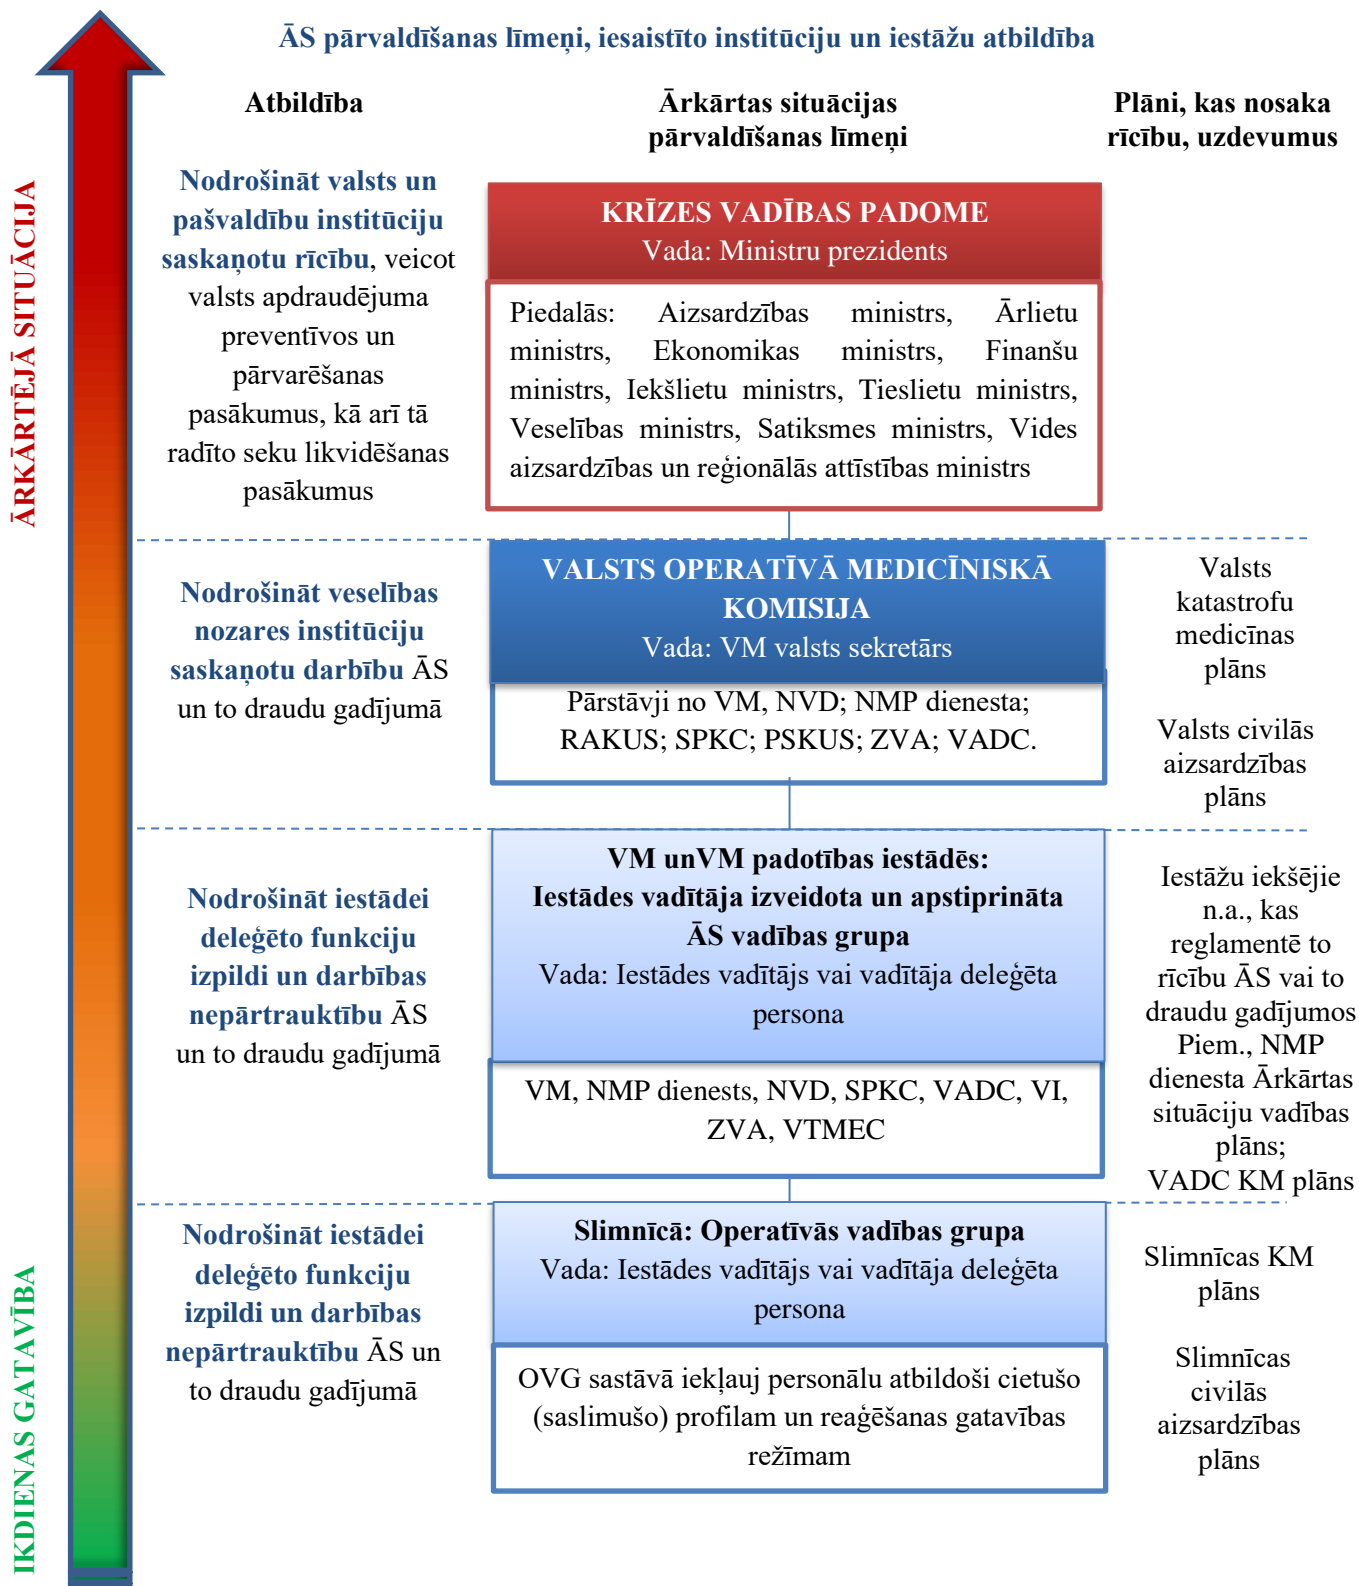 ĀS pārvaldīšanas līmeņi, iesaistīto institūciju un iestāžu atbildība
Atbildība
Ārkārtas situācijas
pārvaldīšanas līmeņi
Plāni, kas nosaka
rīcību, uzdevumus
ĀRKĀRTĒJĀ SITUĀCIJA
Nodrošināt valsts un
pašvaldību institūciju
saskaņotu rīcību, veicot
valsts apdraudējuma
preventīvos un
pārvarēšanas
pasākumus, kā arī tā
radīto seku likvidēšanas
pasākumus
KRĪZES VADĪBAS PADOME
Vada: Ministru prezidents
Piedalās: Aizsardzības ministrs, Ārlietu
ministrs, Ekonomikas ministrs, Finanšu
ministrs, Iekšlietu ministrs, Tieslietu ministrs,
Veselības ministrs, Satiksmes ministrs, Vides
aizsardzības un reģionālās attīstības ministrs
Nodrošināt veselības
nozares institūciju
saskaņotu darbību ĀS
un to draudu gadījumā
VALSTS OPERATĪVĀ MEDICĪNISKĀ
KOMISIJA
Vada: VM valsts sekretārs
Pārstāvji no VM, NVD; NMP dienesta;
RAKUS; SPKC; PSKUS; ZVA; VADC.
Valsts
katastrofu
medicīnas
plāns
Valsts civilās
aizsardzības
plāns
Nodrošināt iestādei
deleģēto funkciju
izpildi un darbības
nepārtrauktību ĀS
un to draudu gadījumā
VM unVM padotības iestādēs:
Iestādes vadītāja izveidota un apstiprināta
ĀS vadības grupa
Vada: Iestādes vadītājs vai vadītāja deleģēta
persona
VM, NMP dienests, NVD, SPKC, VADC, VI,
ZVA, VTMEC
Iestāžu iekšējie
n.a., kas
reglamentē to
rīcību ĀS vai to
draudu gadījumos
Piem., NMP
dienesta Ārkārtas
situāciju vadības
plāns;
VADC KM plāns
IKDIENAS GATAVĪBA
Nodrošināt iestādei
deleģēto funkciju
izpildi un darbības
nepārtrauktību ĀS un
to draudu gadījumā
Slimnīcā: Operatīvās vadības grupa
Vada: Iestādes vadītājs vai vadītāja deleģēta
persona
OVG sastāvā iekļauj personālu atbildoši cietušo
(saslimušo) profilam un reaģēšanas gatavības
režīmam
Slimnīcas KM
plāns
Slimnīcas
civilās
aizsardzības
plāns